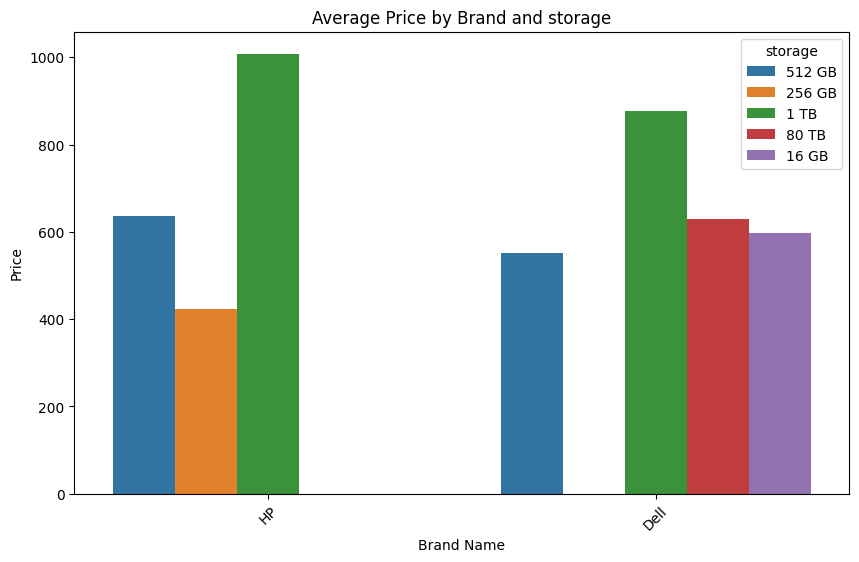 Average Price by Brand and storage
storage
512 GB
256 GB
1 TB
80 TB
16 GB
1000
800
600
400
200
0
Price
HP
Dell
Brand Name